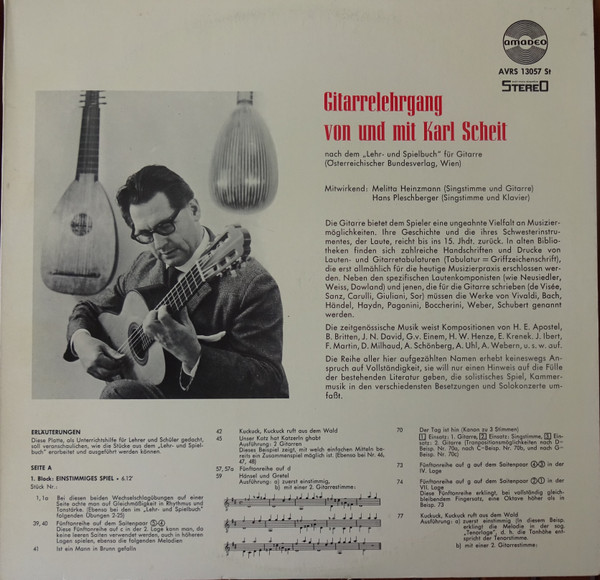 AMADEO
AVRS 13057 St
STEREO
Gitarrelehrgang
von und mit Karl Scheit
nach dem „Lehr- und Spielbuch" für Gitarre
(Österreichischer Bundesverlag, Wien)
Mitwirkend: Melitta Heinzmann (Singstimme und Gitarre)
Hans Pleschberger (Singstimme und Klavier)
Die Gitarre bietet dem Spieler eine ungeahnte Vielfalt an Musizier-
möglichkeiten. Ihre Geschichte und die ihres Schwesterinstru-
mentes, der Laute, reicht bis ins 15. Jhdt. zurück. In alten Biblio-
theken finden sich zahlreiche Handschriften und Drucke von
Lauten- und Gitarretabulaturen (Tabulatur = Griffzeichenschrift),
die erst allmählich für die heutige Musizierpraxis erschlossen wer-
den. Neben den spezifischen Lautenkomponisten (wie Neusiedler,
Weiss, Dowland) und jenen, die für die Gitarre schrieben (de Visée,
Sanz, Carulli, Giuliani, Sor) müssen die Werke von Vivaldi, Bach,
Händel, Haydn, Paganini, Boccherini, Weber, Schubert genannt
werden.
Die zeitgenössische Musik weist Kompositionen von H. E. Apostel,
B. Britten, J. N. David, G. v. Einem, H. W. Henze, E. Krenek, J. Ibert,
F. Martin, D. Milhaud, A. Schönberg, A. Uhl, A. Webern, u. s. w. auf.
Die Reihe aller hier aufgezählten Namen erhebt keineswegs An-
spruch auf Vollständigkeit, sie will nur einen Hinweis auf die Fülle
der bestehenden Literatur geben, die solistisches Spiel, Kammer-
musik in den verschiedensten Besetzungen und Solokonzerte um-
faßt.
ERLÄUTERUNGEN
Diese Platte, als Unterrichtshilfe für Lehrer und Schüler gedacht,
soll veranschaulichen, wie die Stücke aus dem „Lehr- und Spielbuch"
erarbeitet und ausgeführt werden können.
SEITE A
1. Block: EINSTIMMIGES SPIEL • 6.12'
Stück Nr.:
1, 1a Bei diesen beiden Wechselschlagübungen auf einer
Saite achte man auf Gleichmäßigkeit in Rhythmus und
Tonstärke. (Ebenso bei den im „Lehr- und Spielbuch"
folgenden Übungen 2-25)
39, 40 Fünftonreihe auf dem Saitenpaar 5 4
Fünftonreihe auf c in der 2. Lage kann man, da
keine leeren Saiten verwendet werden, auch in höheren
Lagen spielen, ebenso die folgenden Melodien
41 Ist ein Mann in Brunn gefalln
42 Kuckuck, Kuckuck ruft aus dem Wald
45 Unser Kotz hat Katzerln ghabt
Ausführung: 2 Gitarren
Dieses Beispiel zeigt, mit welch einfachen Mitteln be-
reits ein Zusammenspiel möglich ist. (Ebenso bei Nr. 46,
47, 48)
57, 57a Fünftonreihe auf d
59 Hänsel und Gretel
Ausführung: a) zuerst einstimmig,
b) mit einer 2. Gitarrestimme:
70 Der Tag ist hin (Kanon zu 3 Stimmen)
1 Einsatz: 1. Gitarre, 2 Einsatz: Singstimme, 3 Ein-
satz: 2. Gitarre (Tranpositionsmöglichkeiten nach D-
Beisp. Nr. 70a, nach C-Beisp. Nr. 70b, und nach G-
Beisp. Nr. 70c)
73 Fünftonreihe auf g auf dem Saitenpaar 4 3 in der
IV. Lage
74 Fünftonreihe auf g auf dem Saitenpaar 2 1 in der
VII. Lage
Diese Fünftonreihe erklingt, bei vollständig gleich-
bleibendem Fingersatz, eine Oktave höher als in
Beisp. 73
77 Kuckuck, Kuckuck ruft aus dem Wald
Ausführung: a) zuerst einstimmig (In diesem Beisp.
erklingt die Melodie in der sog.
„Tenorlage", d. h. die Tonhöhe ent-
spricht der Tenorstimme.
b) mit einer 2. Gitarrestimme: